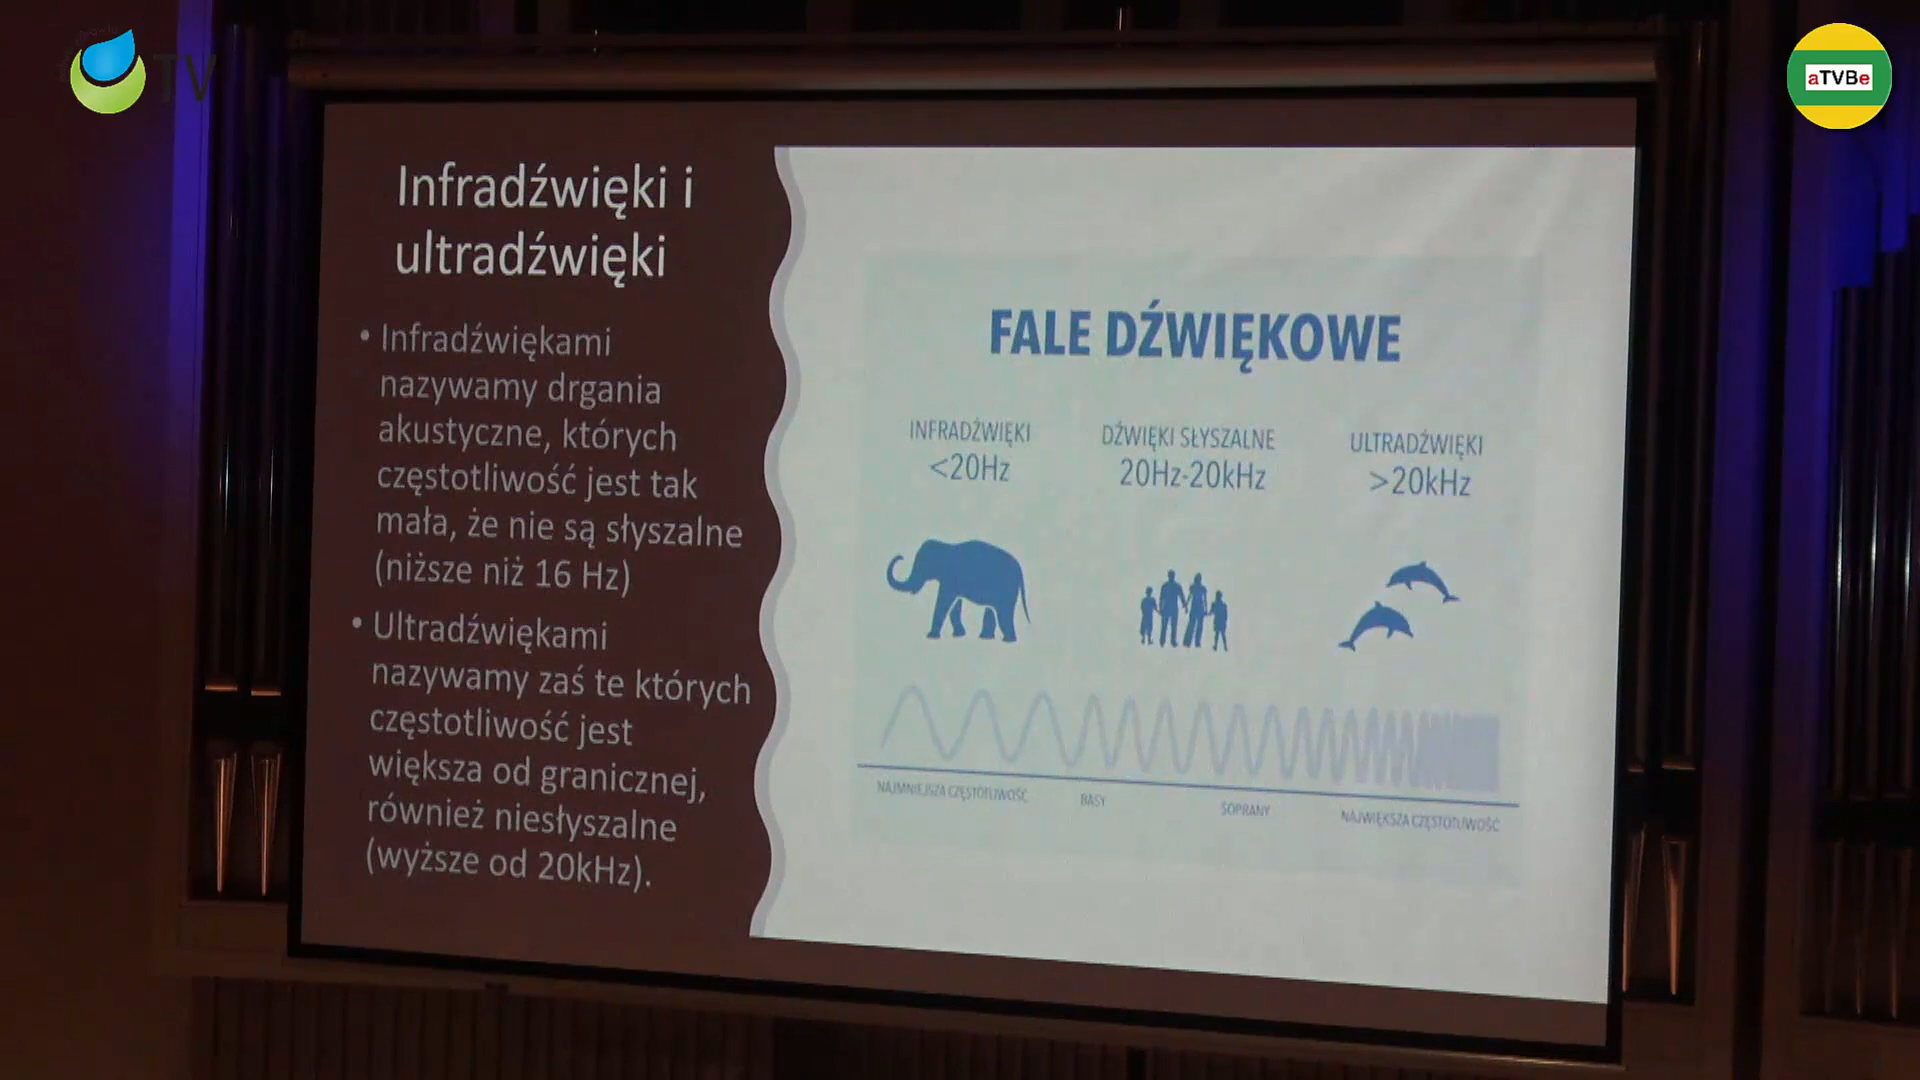 TV
aTVBe
Infradźwięki i
ultradźwięki
• Infradźwiękami
nazywamy drgania
akustyczne, których
częstotliwość jest tak
mała, że nie są słyszalne
(niższe niż 16 Hz)
• Ultradźwiękami
nazywamy zaś te których
częstotliwość jest
większa od granicznej,
również niesłyszalne
(wyższe od 20kHz).
FALE DŹWIĘKOWE
INFRADŹWIĘKI
<20Hz
DŹWIĘKI SŁYSZALNE
20Hz-20kHz
ULTRADŹWIĘKI
>20kHz
NAJMNIEJSZA CZĘSTOTLIWOŚĆ
BASY
SOPRANY
NAJWIĘKSZA CZĘSTOTLIWOŚĆ